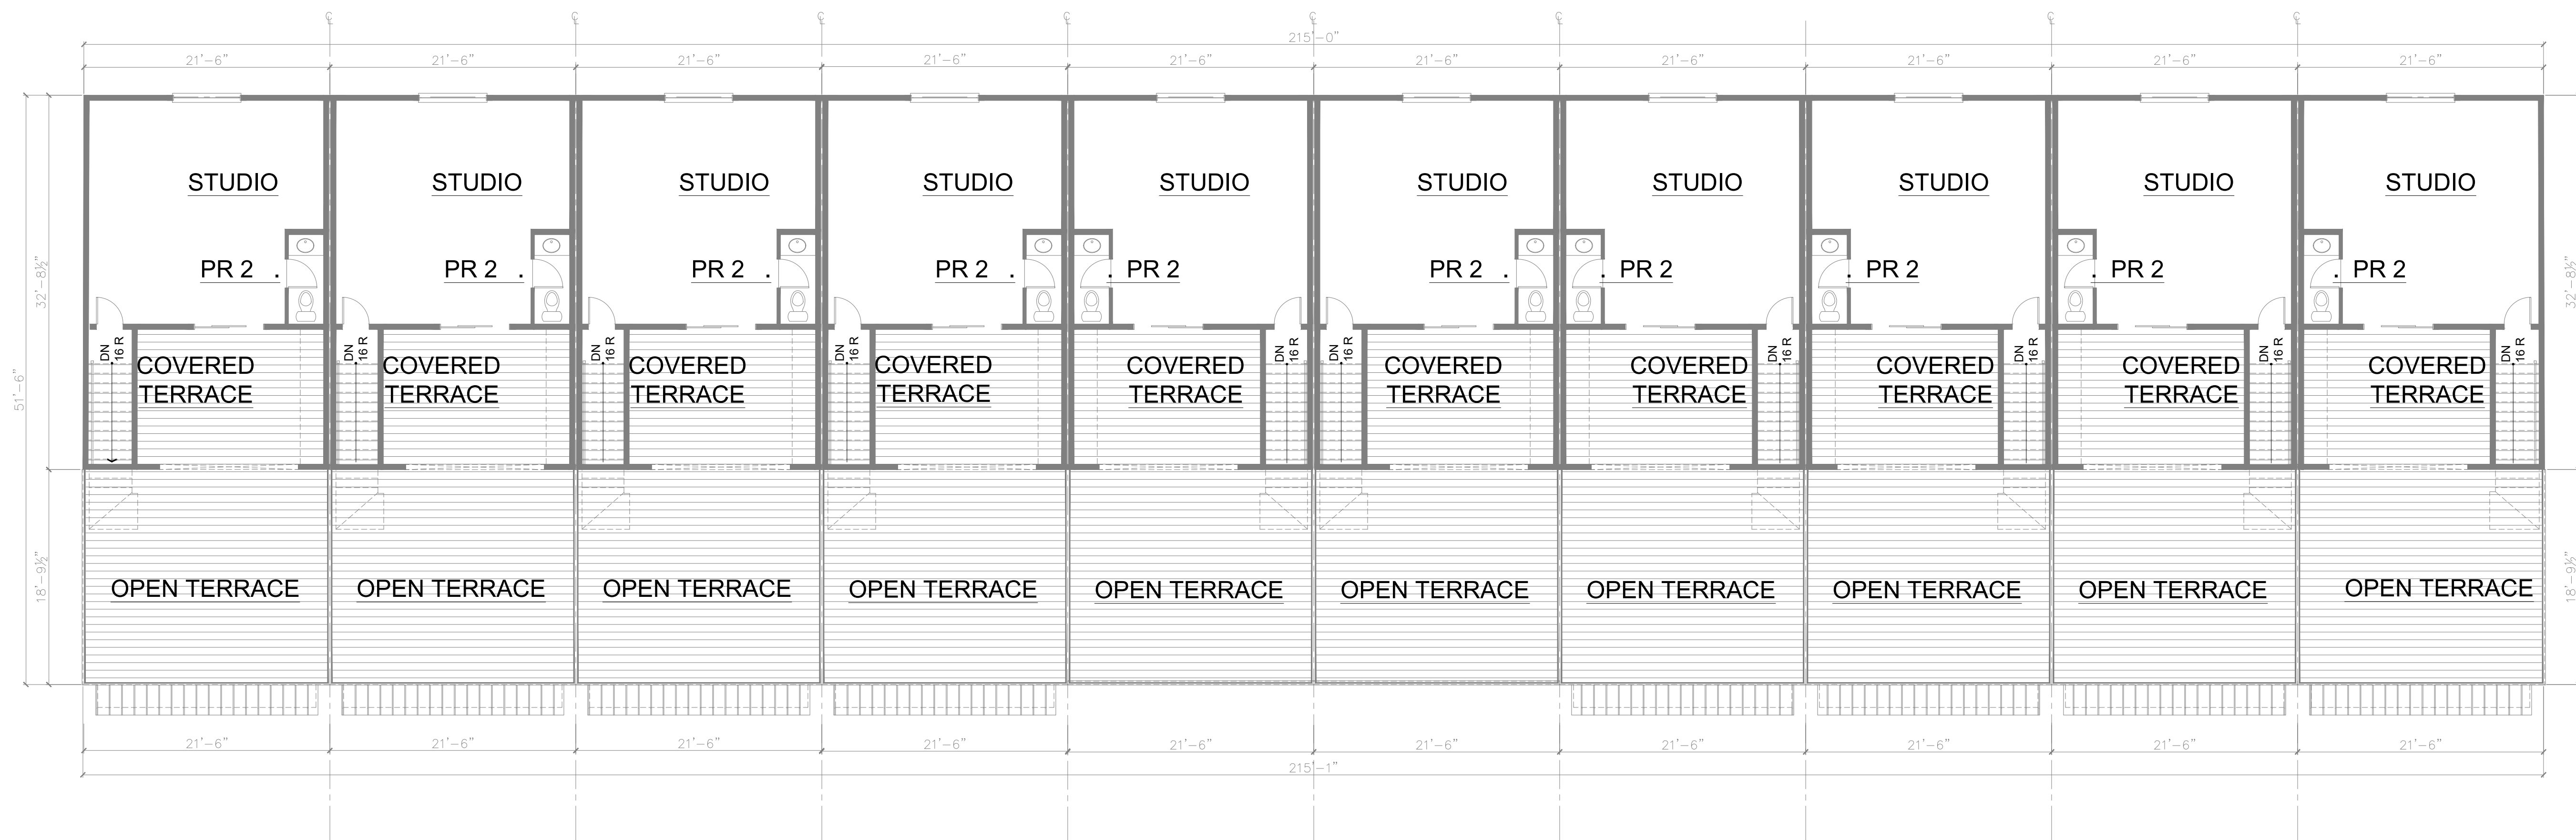 ℄ ℄ ℄ ℄ ℄ ℄ ℄ ℄
215'-0"
21'-6" 21'-6" 21'-6" 21'-6" 21'-6" 21'-6" 21'-6" 21'-6" 21'-6" 21'-6"
STUDIO STUDIO STUDIO STUDIO STUDIO STUDIO STUDIO STUDIO STUDIO STUDIO
PR 2 . PR 2 . PR 2 . PR 2 . . PR 2 PR 2 . . PR 2 . PR 2 . PR 2 . PR 2
32'-8½" 32'-8½"
DN DN DN DN DN DN DN DN DN DN
16 R 16 R 16 R 16 R 16 R 16 R 16 R 16 R 16 R 16 R
COVERED COVERED COVERED COVERED COVERED COVERED COVERED COVERED COVERED COVERED
TERRACE TERRACE TERRACE TERRACE TERRACE TERRACE TERRACE TERRACE TERRACE TERRACE
51'-6"
18'-9½" 18'-9½"
OPEN TERRACE OPEN TERRACE OPEN TERRACE OPEN TERRACE OPEN TERRACE OPEN TERRACE OPEN TERRACE OPEN TERRACE OPEN TERRACE OPEN TERRACE
21'-6" 21'-6" 21'-6" 21'-6" 21'-6" 21'-6" 21'-6" 21'-6" 21'-6" 21'-6"
215'-1"